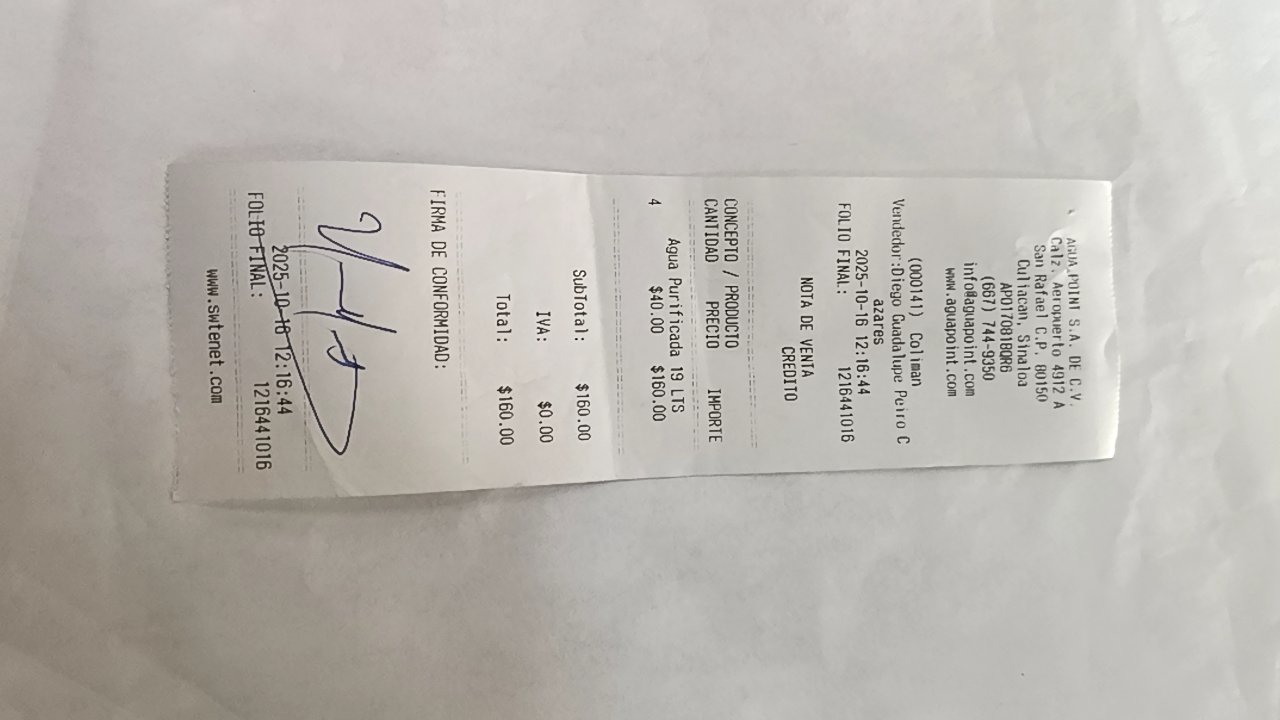 AGUA POINT S.A. DE C.V.
Calz. Aeropuerto 4912 A
San Rafael C.P. 80150
Culiacan, Sinaloa
APO170818QR6
(667) 744-9350
info@aguapoint.com
www.aguapoint.com
(000141) Coliman
Vendedor:Diego Guadalupe Peiro C
azares
2025-10-16 12:16:44
FOLIO FINAL: 1216441016
NOTA DE VENTA
CREDITO
CONCEPTO / PRODUCTO
CANTIDAD PRECIO IMPORTE
Agua Purificada 19 LTS
4 $40.00 $160.00
SubTotal: $160.00
IVA: $0.00
Total: $160.00
FIRMA DE CONFORMIDAD:
2025-10-16 12:16:44
FOLIO FINAL: 1216441016
www.swtenet.com